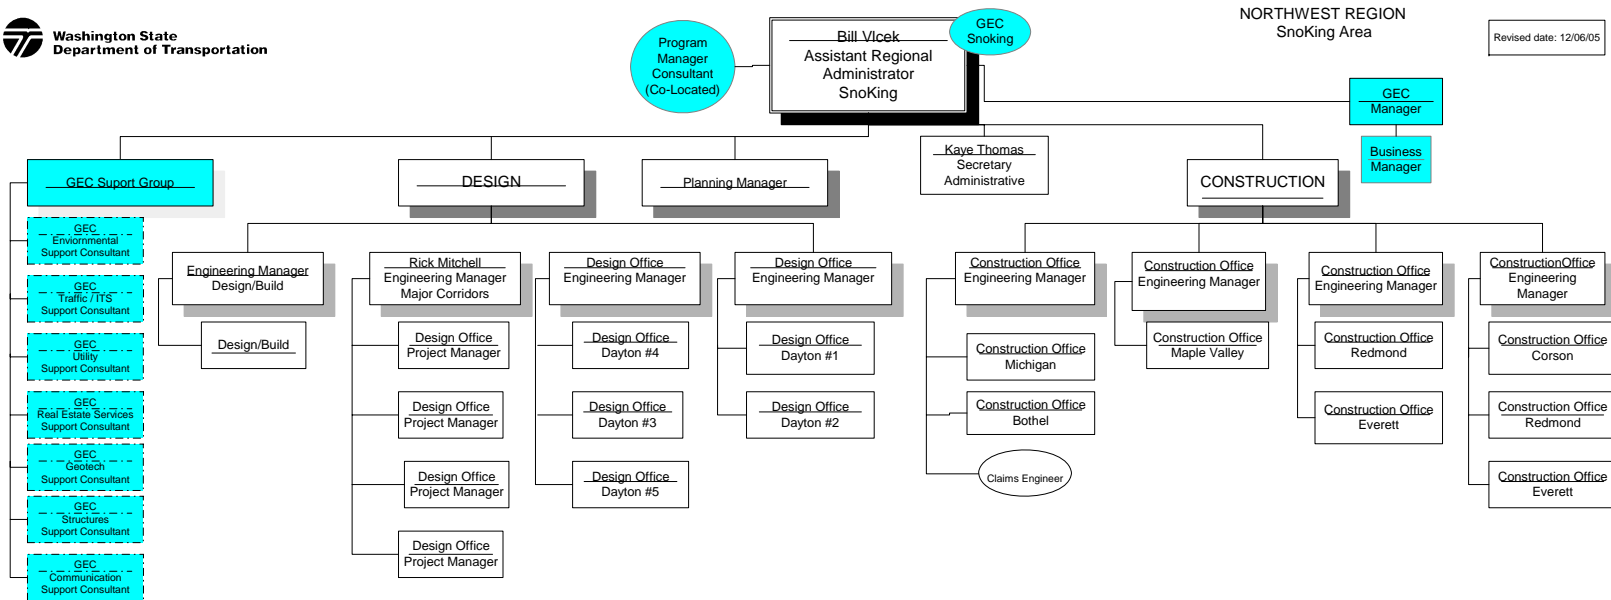 Washington State
Department of Transportation
Program
Manager
Consultant
(Co-Located)
Bill Vlcek
Assistant Regional
Administrator
SnoKing
GEC
Snoking
NORTHWEST REGION
SnoKing Area
Revised date: 12/06/05
GEC
Manager
Business
Manager
GEC Suport Group
DESIGN
Planning Manager
Kaye Thomas
Secretary
Administrative
CONSTRUCTION
GEC
Enviornmental
Support Consultant
GEC
Traffic / ITS
Support Consultant
GEC
Utility
Support Consultant
GEC
Real Estate Services
Support Consultant
GEC
Geotech
Support Consultant
GEC
Structures
Support Consultant
GEC
Communication
Support Consultant
Engineering Manager
Design/Build
Design/Build
Rick Mitchell
Engineering Manager
Major Corridors
Design Office
Project Manager
Design Office
Project Manager
Design Office
Project Manager
Design Office
Project Manager
Design Office
Engineering Manager
Design Office
Dayton #4
Design Office
Dayton #3
Design Office
Dayton #5
Design Office
Engineering Manager
Design Office
Dayton #1
Design Office
Dayton #2
Construction Office
Engineering Manager
Construction Office
Michigan
Construction Office
Bothel
Claims Engineer
Construction Office
Engineering Manager
Construction Office
Maple Valley
Construction Office
Engineering Manager
Construction Office
Redmond
Construction Office
Everett
ConstructionOffice
Engineering
Manager
Construction Office
Corson
Construction Office
Redmond
Construction Office
Everett